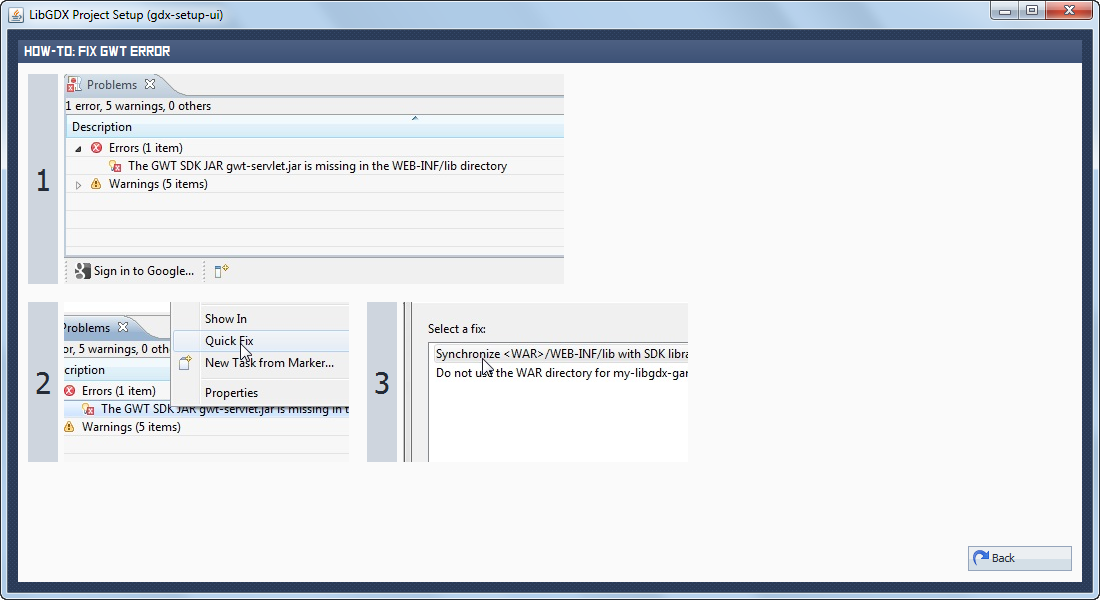 LibGDX Project Setup (gdx-setup-ui)
HOW-TO: FIX GWT ERROR
1
Problems
1 error, 5 warnings, 0 others
Description
Errors (1 item)
The GWT SDK JAR gwt-servlet.jar is missing in the WEB-INF/lib directory
Warnings (5 items)
Sign in to Google...
2
Problems
or, 5 warnings, 0 oth
cription
Errors (1 item)
The GWT SDK JAR gwt-servlet.jar is missing in t
Warnings (5 items)
Show In
Quick Fix
New Task from Marker...
Properties
3
Select a fix:
Synchronize <WAR>/WEB-INF/lib with SDK libra
Do not use the WAR directory for my-libgdx-gar
Back